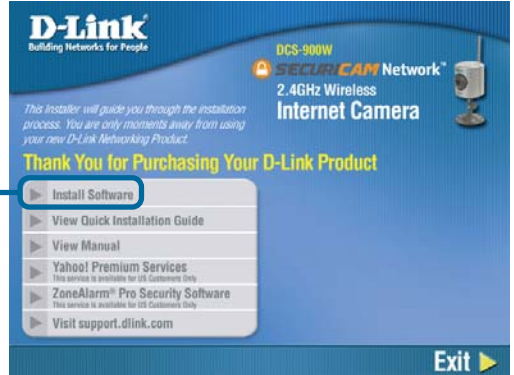 D-Link
Building Networks for People
DCS-900W
SECURICAM Network™
2.4GHz Wireless
Internet Camera
This Installer will guide you through the installation
process. You are only moments away from using
your new D-Link Networking Product.
Thank You for Purchasing Your D-Link Product
Install Software
View Quick Installation Guide
View Manual
Yahoo! Premium Services
This service is available for US Customers Only
ZoneAlarm® Pro Security Software
This service is available for US Customers Only
Visit support.dlink.com
Exit